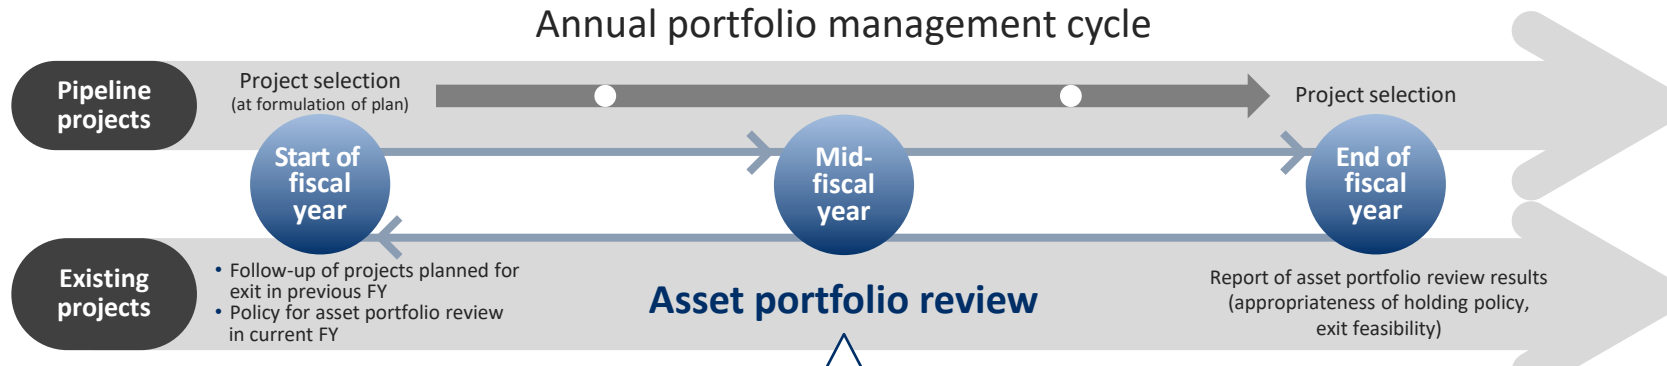 Annual portfolio management cycle
Pipeline
projects
Project selection
(at formulation of plan)
Project selection
Start of
fiscal
year
Mid-
fiscal
year
End of
fiscal
year
Existing
projects
• Follow-up of projects planned for
exit in previous FY
• Policy for asset portfolio review
in current FY
Asset portfolio review
Report of asset portfolio review results
(appropriateness of holding policy,
exit feasibility)